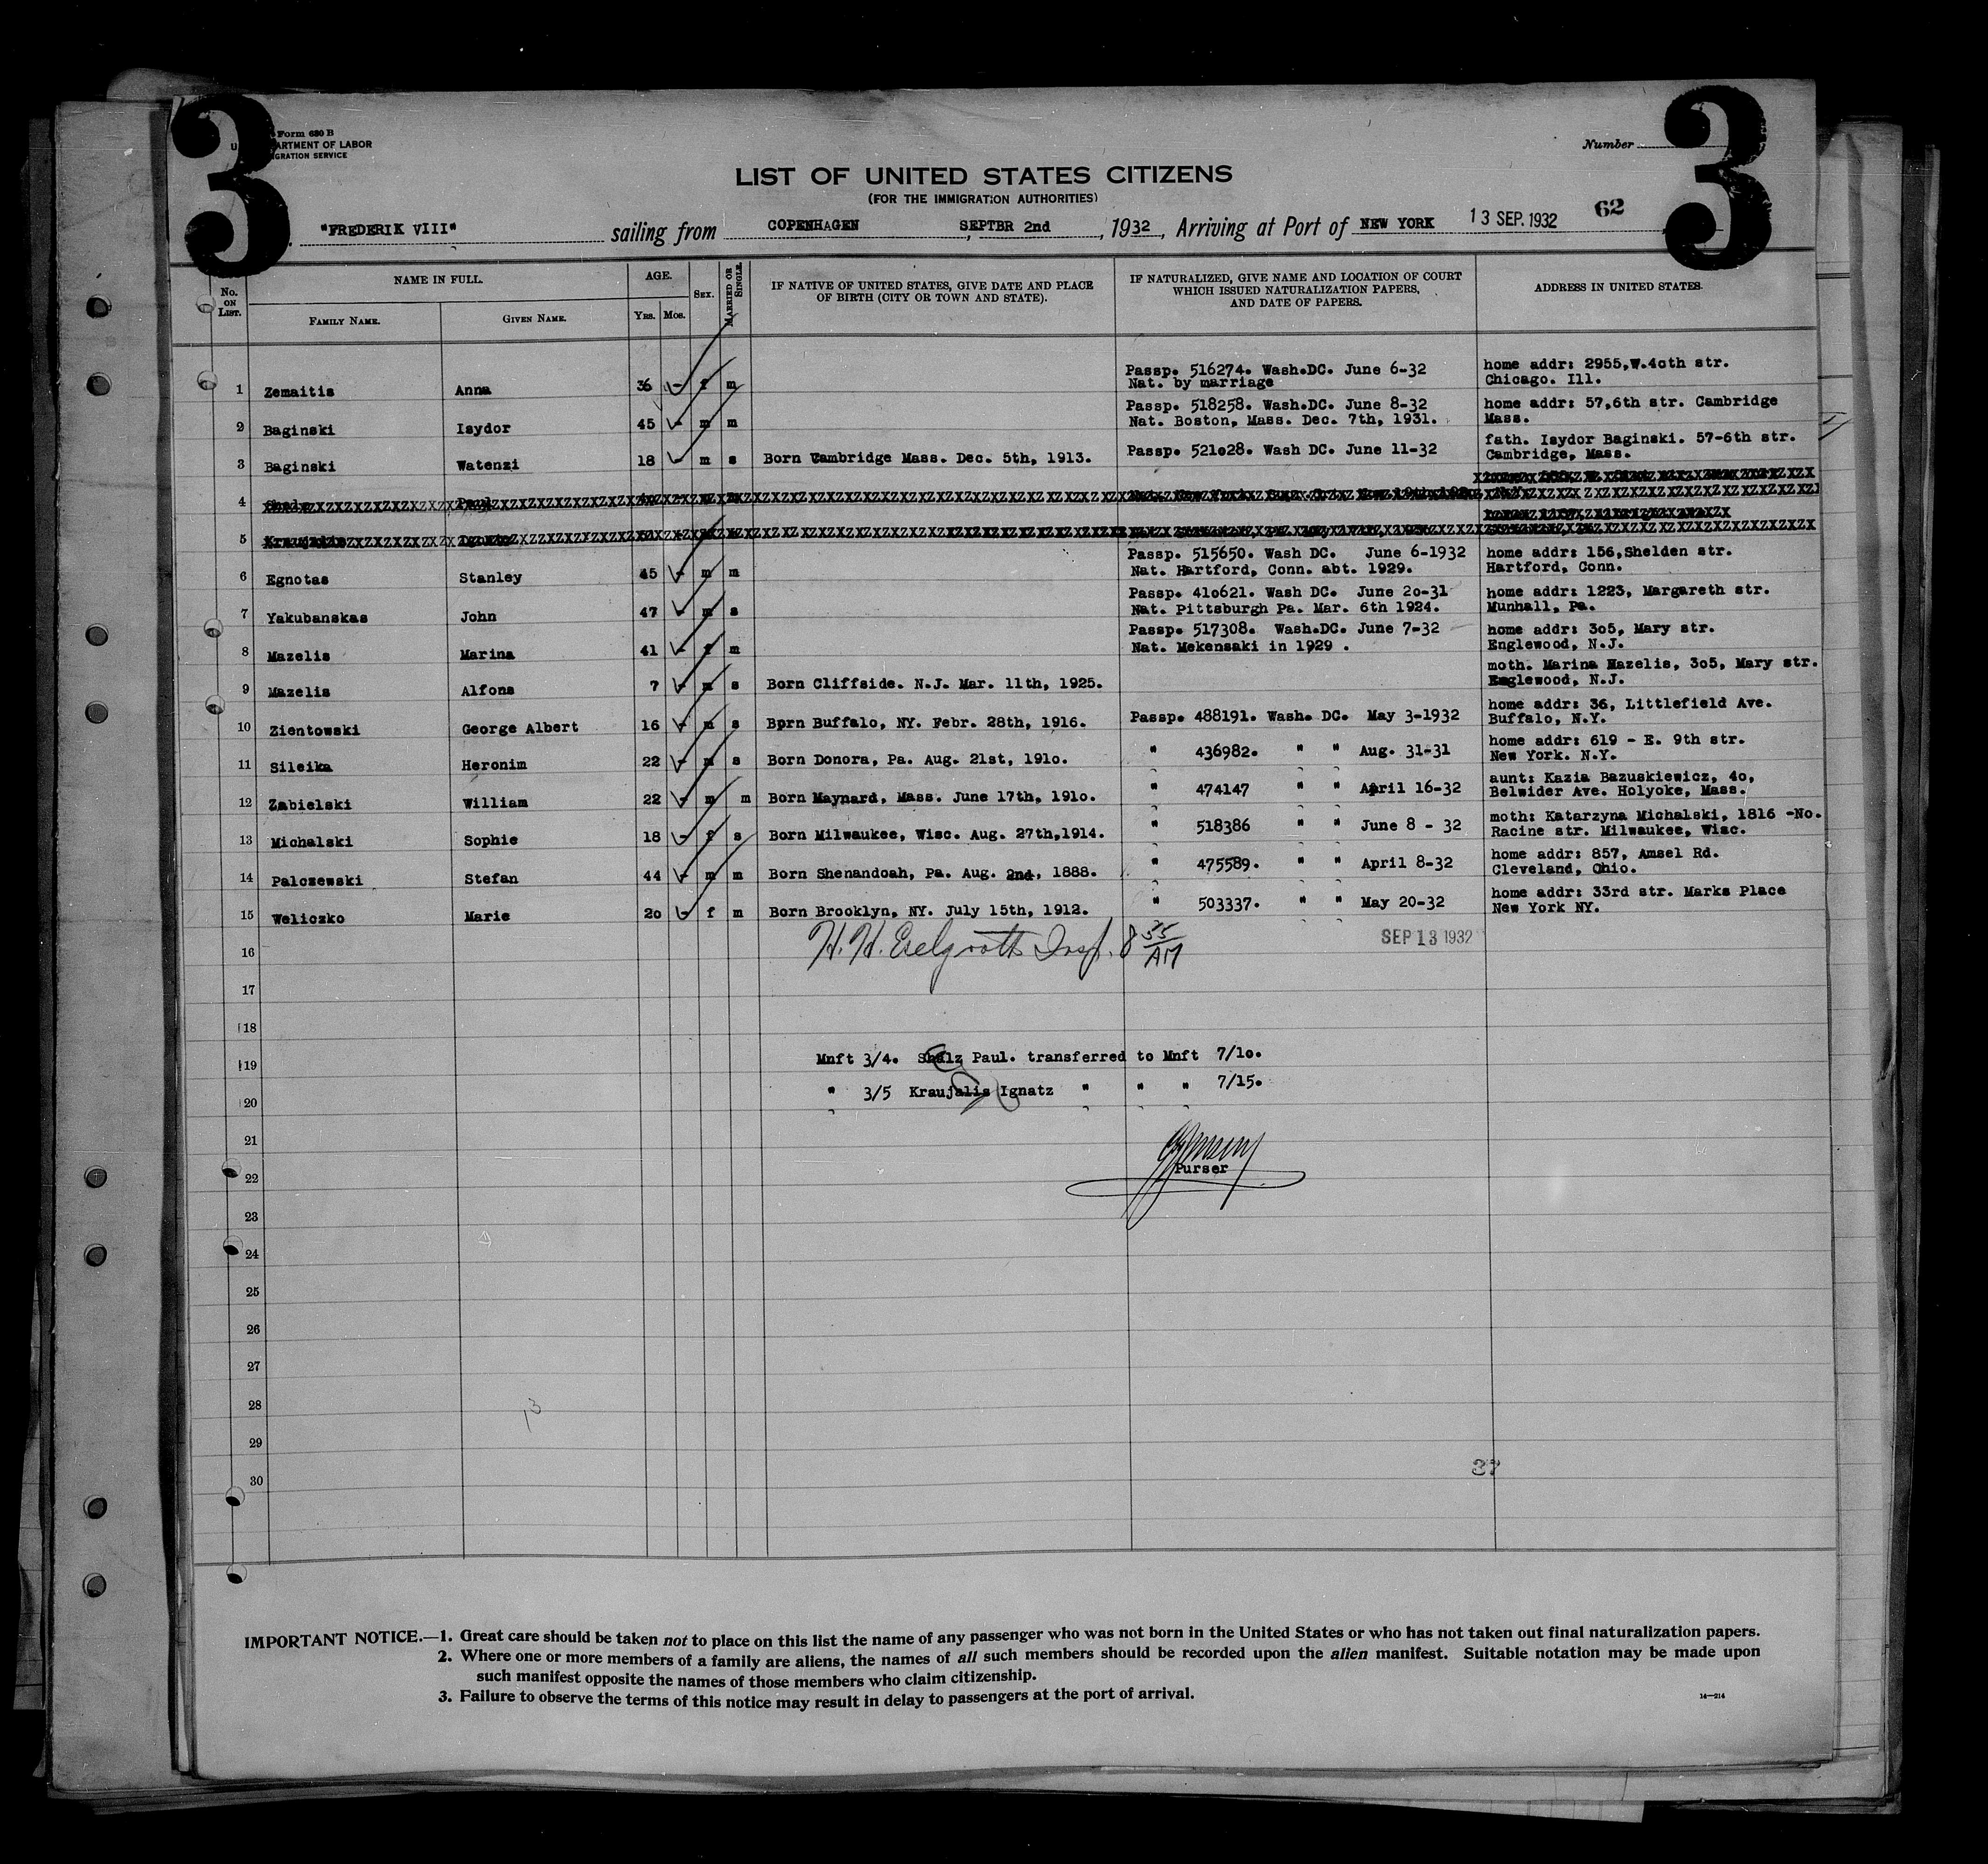 3
3
Form 630 B
ARTMENT OF LABOR
IGRATION SERVICE
Number
LIST OF UNITED STATES CITIZENS
(FOR THE IMMIGRATION AUTHORITIES)
62
"FREDERIK VIII" sailing from COPENHAGEN, SEPTBR 2nd, 1932, Arriving at Port of NEW YORK 13 SEP. 1932
No. ON LIST. NAME IN FULL. AGE. SEX. MARRIED OR SINGLE. IF NATIVE OF UNITED STATES, GIVE DATE AND PLACE OF BIRTH (CITY OR TOWN AND STATE). IF NATURALIZED, GIVE NAME AND LOCATION OF COURT WHICH ISSUED NATURALIZATION PAPERS, AND DATE OF PAPERS. ADDRESS IN UNITED STATES.
FAMILY NAME. GIVEN NAME. YRS. MOS.
Passp. 516274. Wash.DC. June 6-32 home addr: 2955,W.4oth str.
1 Zemaitis Anna 36 - f m Nat. by marriage Chicago. Ill.
Passp. 518258. Wash.DC. June 8-32 home addr: 57,6th str. Cambridge
2 Baginski Isydor 45 - m m Nat. Boston, Mass. Dec. 7th, 1931. Mass.
fath. Isydor Baginski. 57-6th str.
3 Baginski Watenzi 18 - m s Born Cambridge Mass. Dec. 5th, 1913. Passp. 521o28. Wash DC. June 11-32 Cambridge, Mass.
4 Paul
5
Passp. 515650. Wash DC. June 6-1932 home addr: 156,Shelden str.
6 Egnotas Stanley 45 - m m Nat. Hartford, Conn. abt. 1929. Hartford, Conn.
Passp. 41o621. Wash DC. June 2o-31 home addr: 1223, Margareth str.
7 Yakubanskas John 47 - m s Nat. Pittsburgh Pa. Mar. 6th 1924. Munhall, Pa.
Passp. 517308. Wash.DC. June 7-32 home addr: 3o5, Mary str.
8 Mazelis Marina 41 - f m Nat. Mekensaki in 1929 . Englewood, N.J.
moth. Marina Mazelis, 3o5, Mary str.
9 Mazelis Alfons 7 - m s Born Cliffside. N.J. Mar. 11th, 1925. Englewood, N.J.
home addr: 36, Littlefield Ave.
10 Zientowski George Albert 16 - m s Bprn Buffalo, NY. Febr. 28th, 1916. Passp. 488191. Wash. DC. May 3-1932 Buffalo, N.Y.
home addr: 619 - E. 9th str.
11 Sileika Heronim 22 - m s Born Donora, Pa. Aug. 21st, 191o. " 436982. " " Aug. 31-31 New York. N.Y.
aunt: Kazia Bazuskiewicz, 4o,
12 Zabielski William 22 - m m Born Maynard, Mass. June 17th, 191o. " 474147 " " April 16-32 Belwider Ave. Holyoke, Mass.
moth: Katarzyna Michalski, 1816 -No.
13 Michalski Sophie 18 - f s Born Milwaukee, Wisc. Aug. 27th,1914. " 518386 " " June 8 - 32 Racine str. Milwaukee, Wisc.
home addr: 857, Amsel Rd.
14 Palczewski Stefan 44 - m m Born Shenandoah, Pa. Aug. 2nd, 1888. " 475589. " " April 8-32 Cleveland, Ohio.
home addr: 33rd str. Marks Place
15 Weliczko Marie 2o - f m Born Brooklyn, NY. July 15th, 1912. " 503337. " " May 20-32 New York NY.
16 H. H. Insp. 8 55/AM SEP 13 1932
17
18
19 Mnft 3/4. Shalz Paul. transferred to Mnft 7/1o.
20 " 3/5 Kraujalis Ignatz " " " 7/15.
21
22 Purser
23
24
25
26
27
28 13
29
30 37
IMPORTANT NOTICE.—1. Great care should be taken not to place on this list the name of any passenger who was not born in the United States or who has not taken out final naturalization papers.
2. Where one or more members of a family are aliens, the names of all such members should be recorded upon the alien manifest. Suitable notation may be made upon
such manifest opposite the names of those members who claim citizenship.
3. Failure to observe the terms of this notice may result in delay to passengers at the port of arrival.
14—214